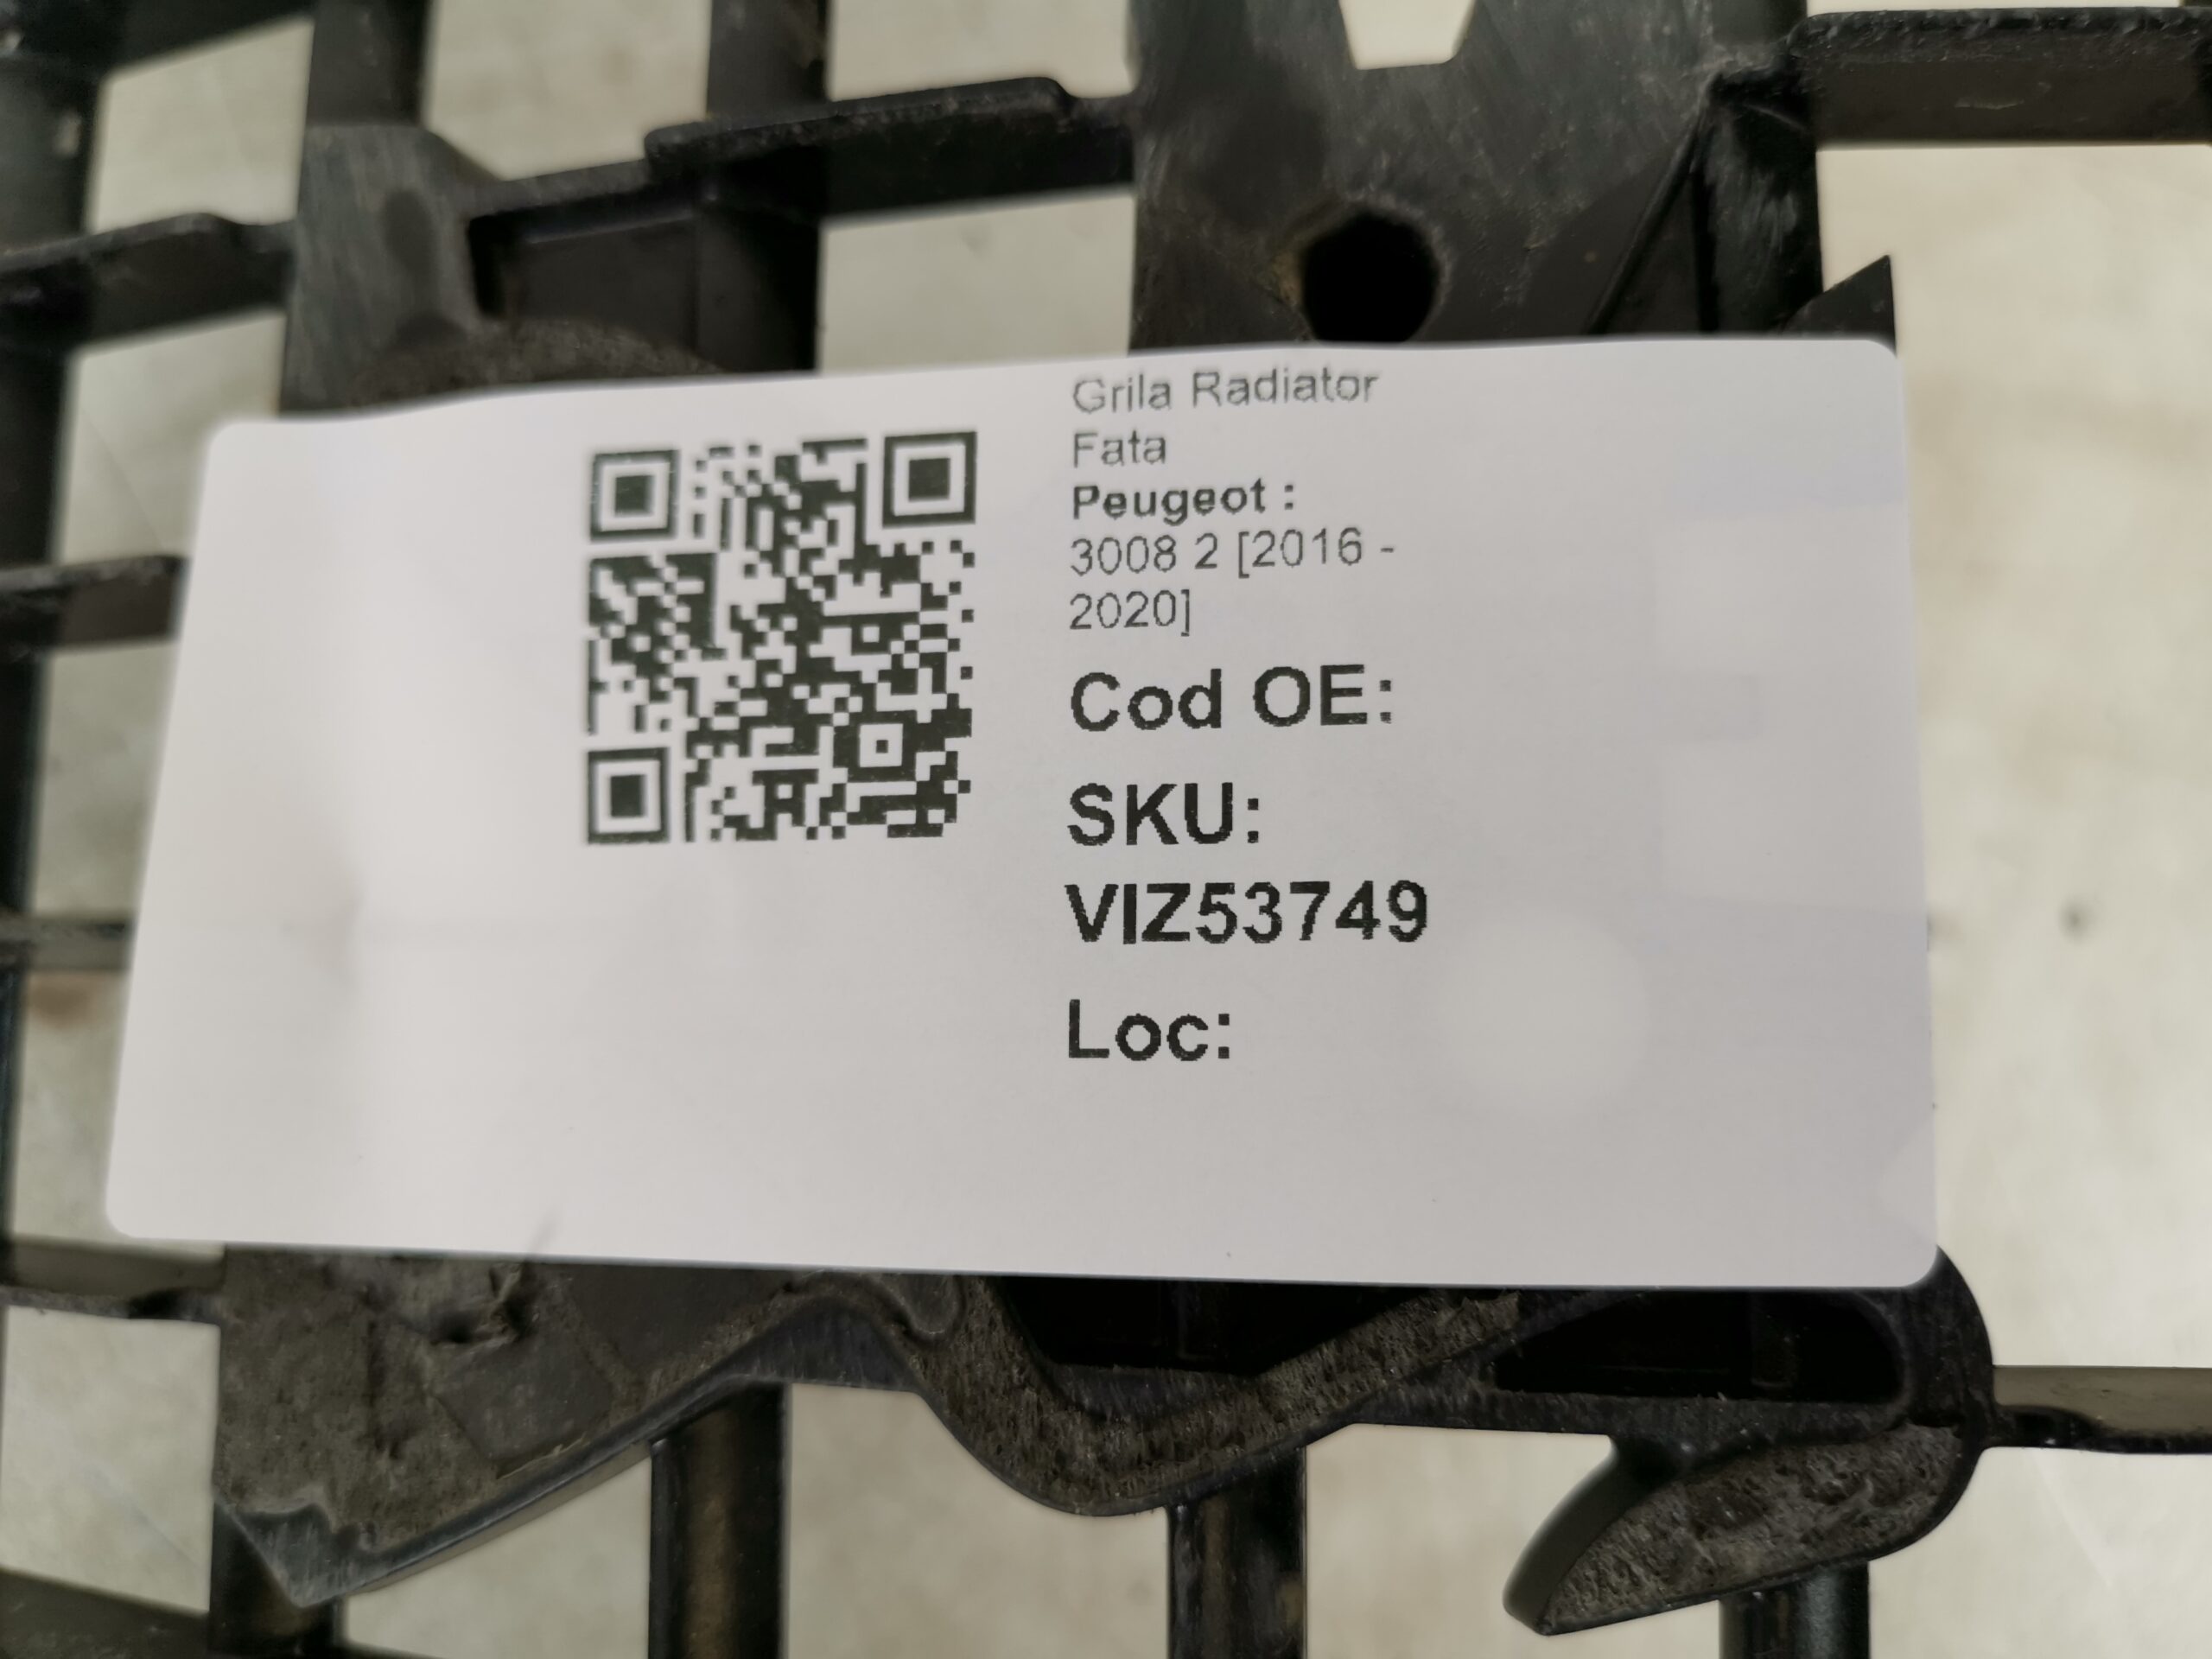 Grila Radiator
Fata
Peugeot :
3008 2 [2016 -
2020]
Cod OE:
SKU:
VIZ53749
Loc: